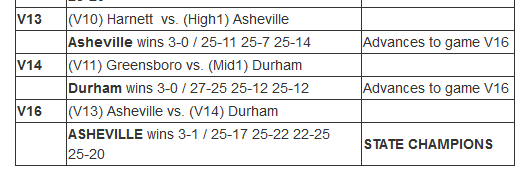 V13 (V10) Harnett vs. (High1) Asheville
Asheville wins 3-0 / 25-11 25-7 25-14 Advances to game V16
V14 (V11) Greensboro vs. (Mid1) Durham
Durham wins 3-0 / 27-25 25-12 25-12 Advances to game V16
V16 (V13) Asheville vs. (V14) Durham
ASHEVILLE wins 3-1 / 25-17 25-22 22-25
25-20 STATE CHAMPIONS